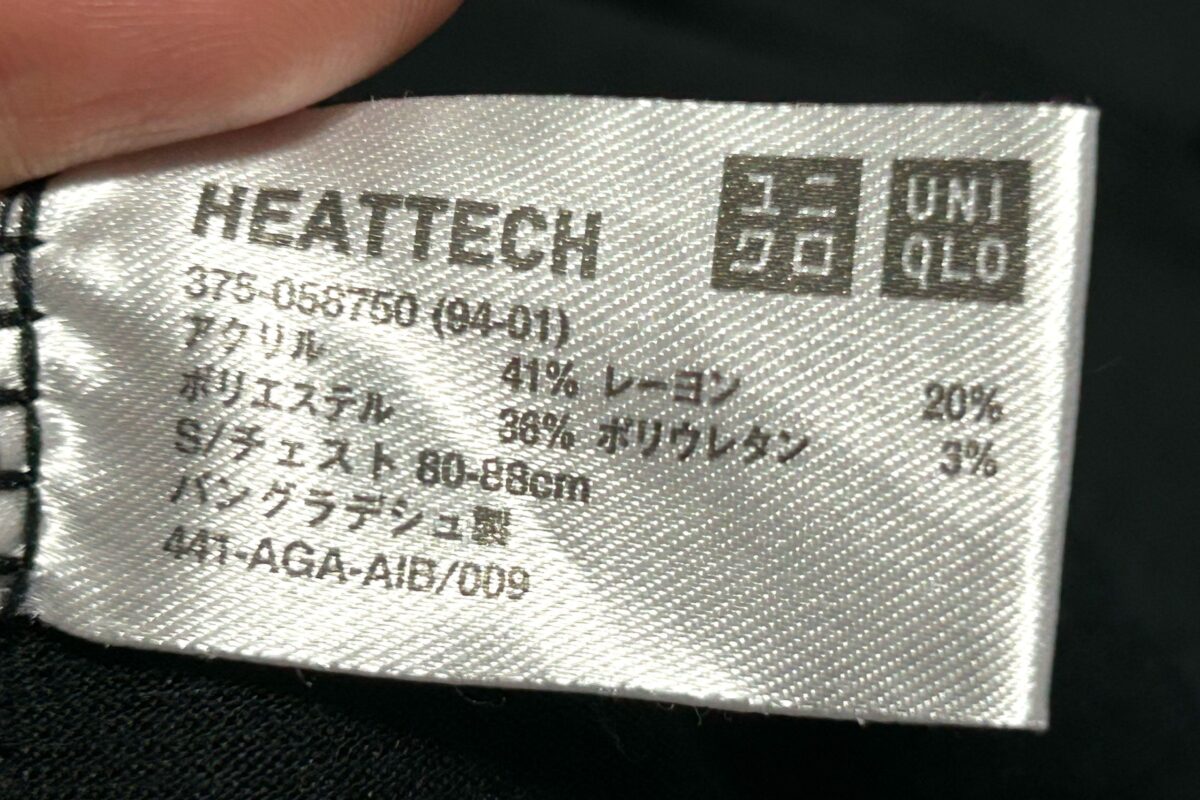 HEATTECH
ユニ
クロ
UNI
QLO
375-058750 (94-01)
アクリル 41% レーヨン 20%
ポリエステル 36% ポリウレタン 3%
S/チェスト 80-88cm
バングラデシュ製
441-AGA-AIB/009